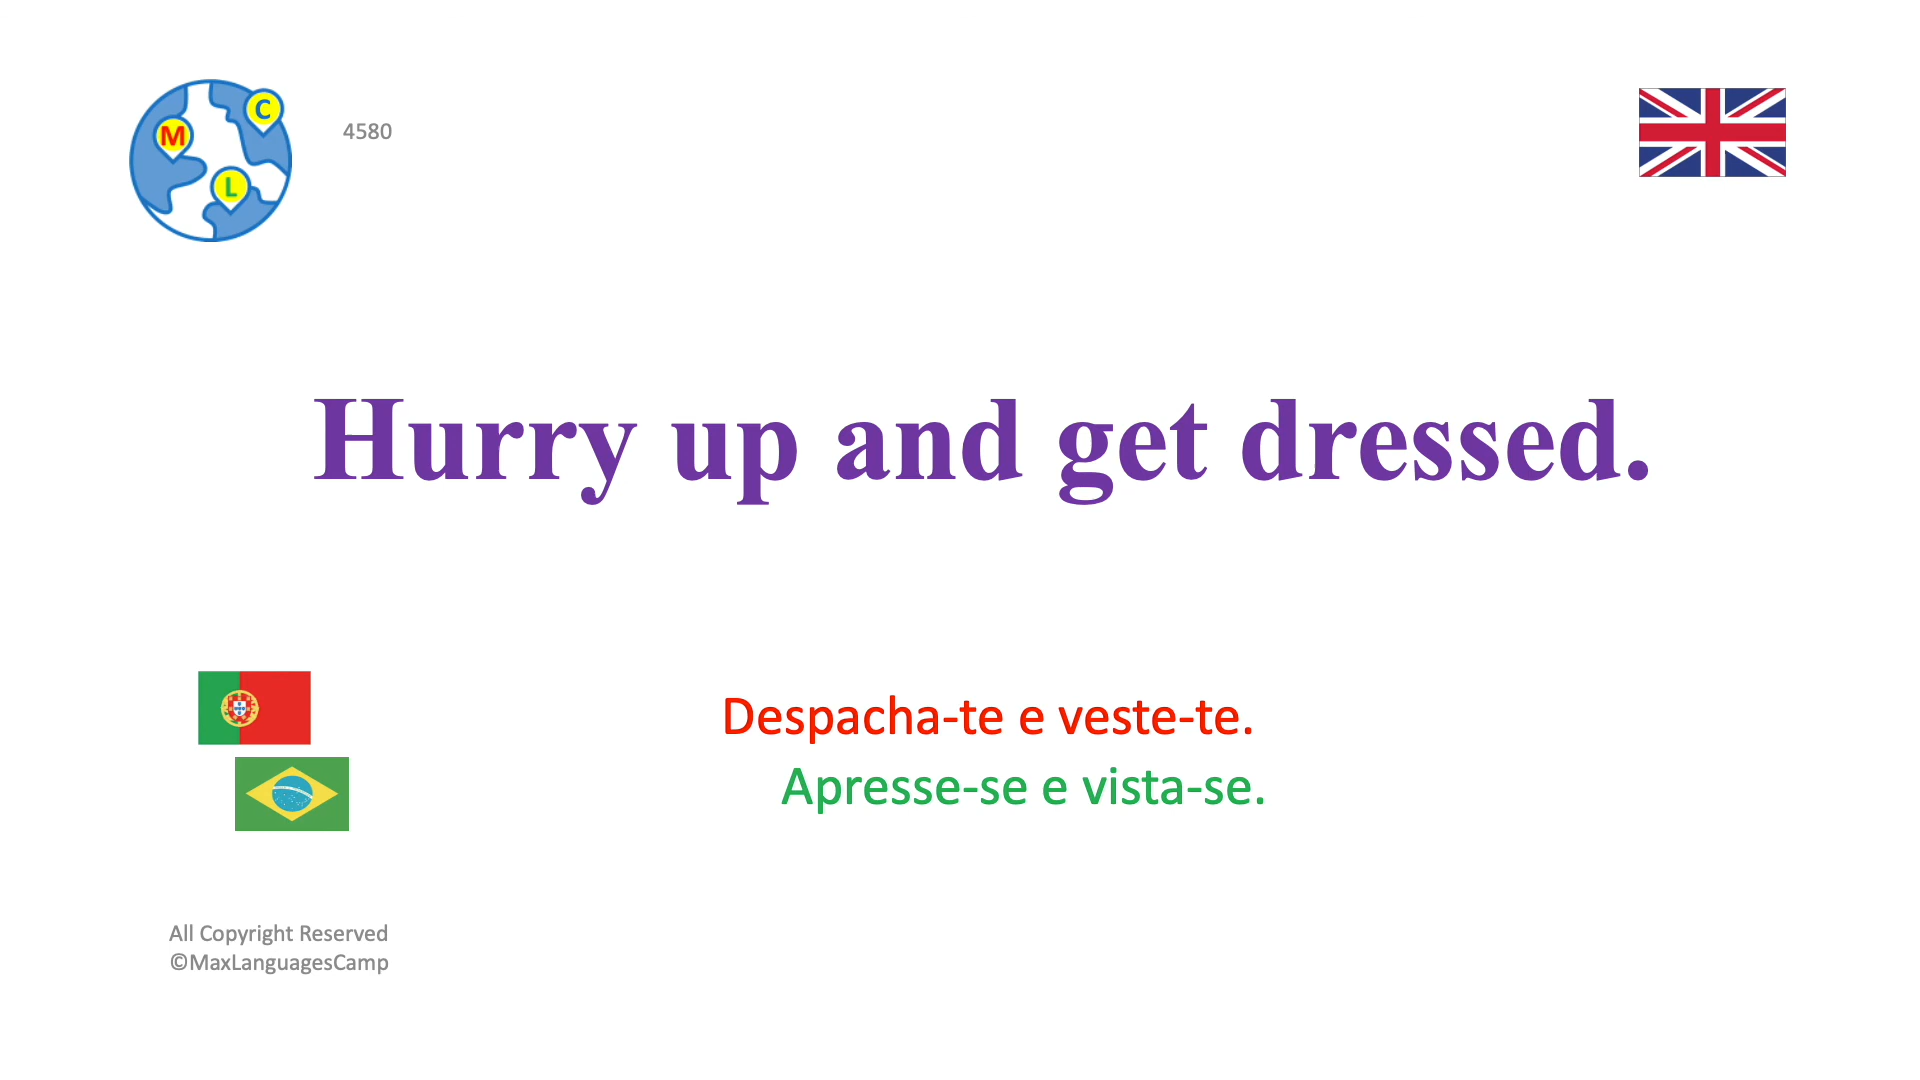 C
M
L
4580
Hurry up and get dressed.
Despacha-te e veste-te.
Apresse-se e vista-se.
All Copyright Reserved
©MaxLanguagesCamp